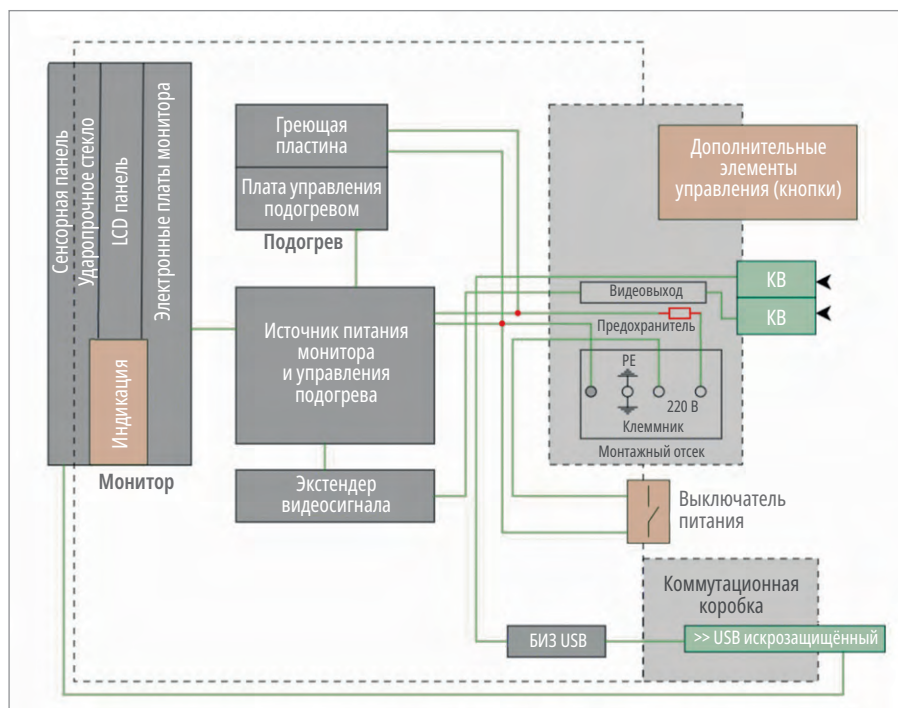 Сенсорная панель
Ударопрочное стекло
LCD панель
Электронные платы монитора
Индикация
Монитор
Греющая
пластина
Плата управления
подогревом
Подогрев
Источник питания
монитора
и управления
подогрева
Экстендер
видеосигнала
Дополнительные
элементы
управления (кнопки)
КВ
КВ
Видеовыход
Предохранитель
PE
220 В
Клеммник
Монтажный отсек
Выключатель
питания
Коммутационная
коробка
БИЗ USB
>> USB искрозащищённый